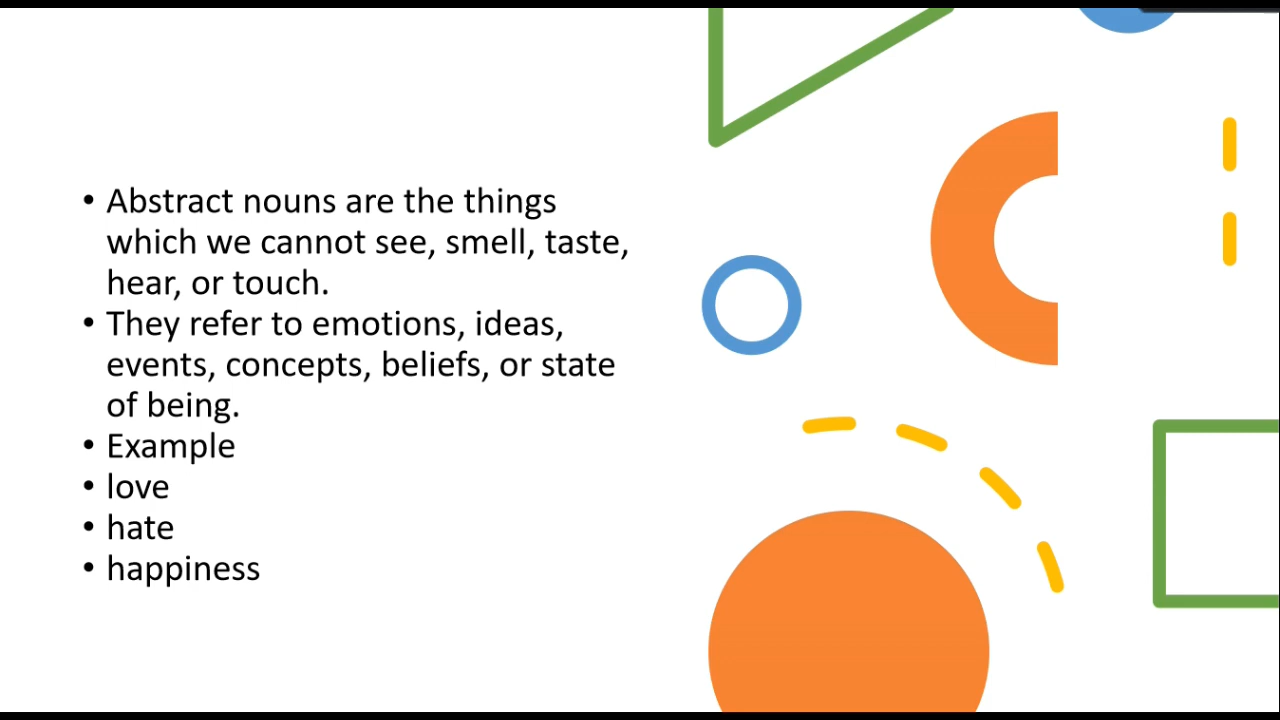 • Abstract nouns are the things
which we cannot see, smell, taste,
hear, or touch.
• They refer to emotions, ideas,
events, concepts, beliefs, or state
of being.
• Example
• love
• hate
• happiness